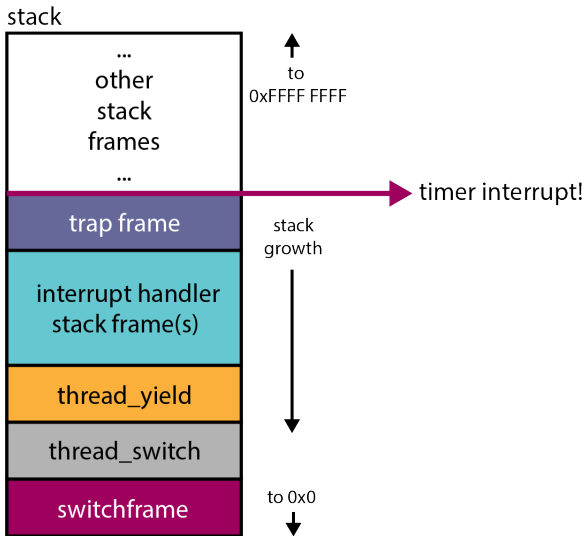 stack
...
other
stack
frames
...
to
0xFFFF FFFF
timer interrupt!
trap frame
stack
growth
interrupt handler
stack frame(s)
thread_yield
thread_switch
switchframe
to 0x0